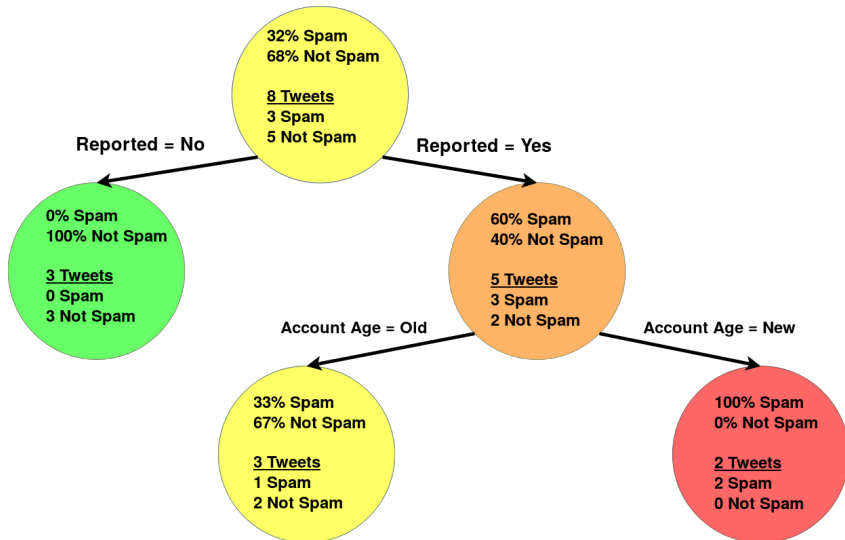 32% Spam
68% Not Spam
8 Tweets
3 Spam
5 Not Spam
Reported = No
Reported = Yes
0% Spam
100% Not Spam
3 Tweets
0 Spam
3 Not Spam
60% Spam
40% Not Spam
5 Tweets
3 Spam
2 Not Spam
Account Age = Old
Account Age = New
33% Spam
67% Not Spam
3 Tweets
1 Spam
2 Not Spam
100% Spam
0% Not Spam
2 Tweets
2 Spam
0 Not Spam